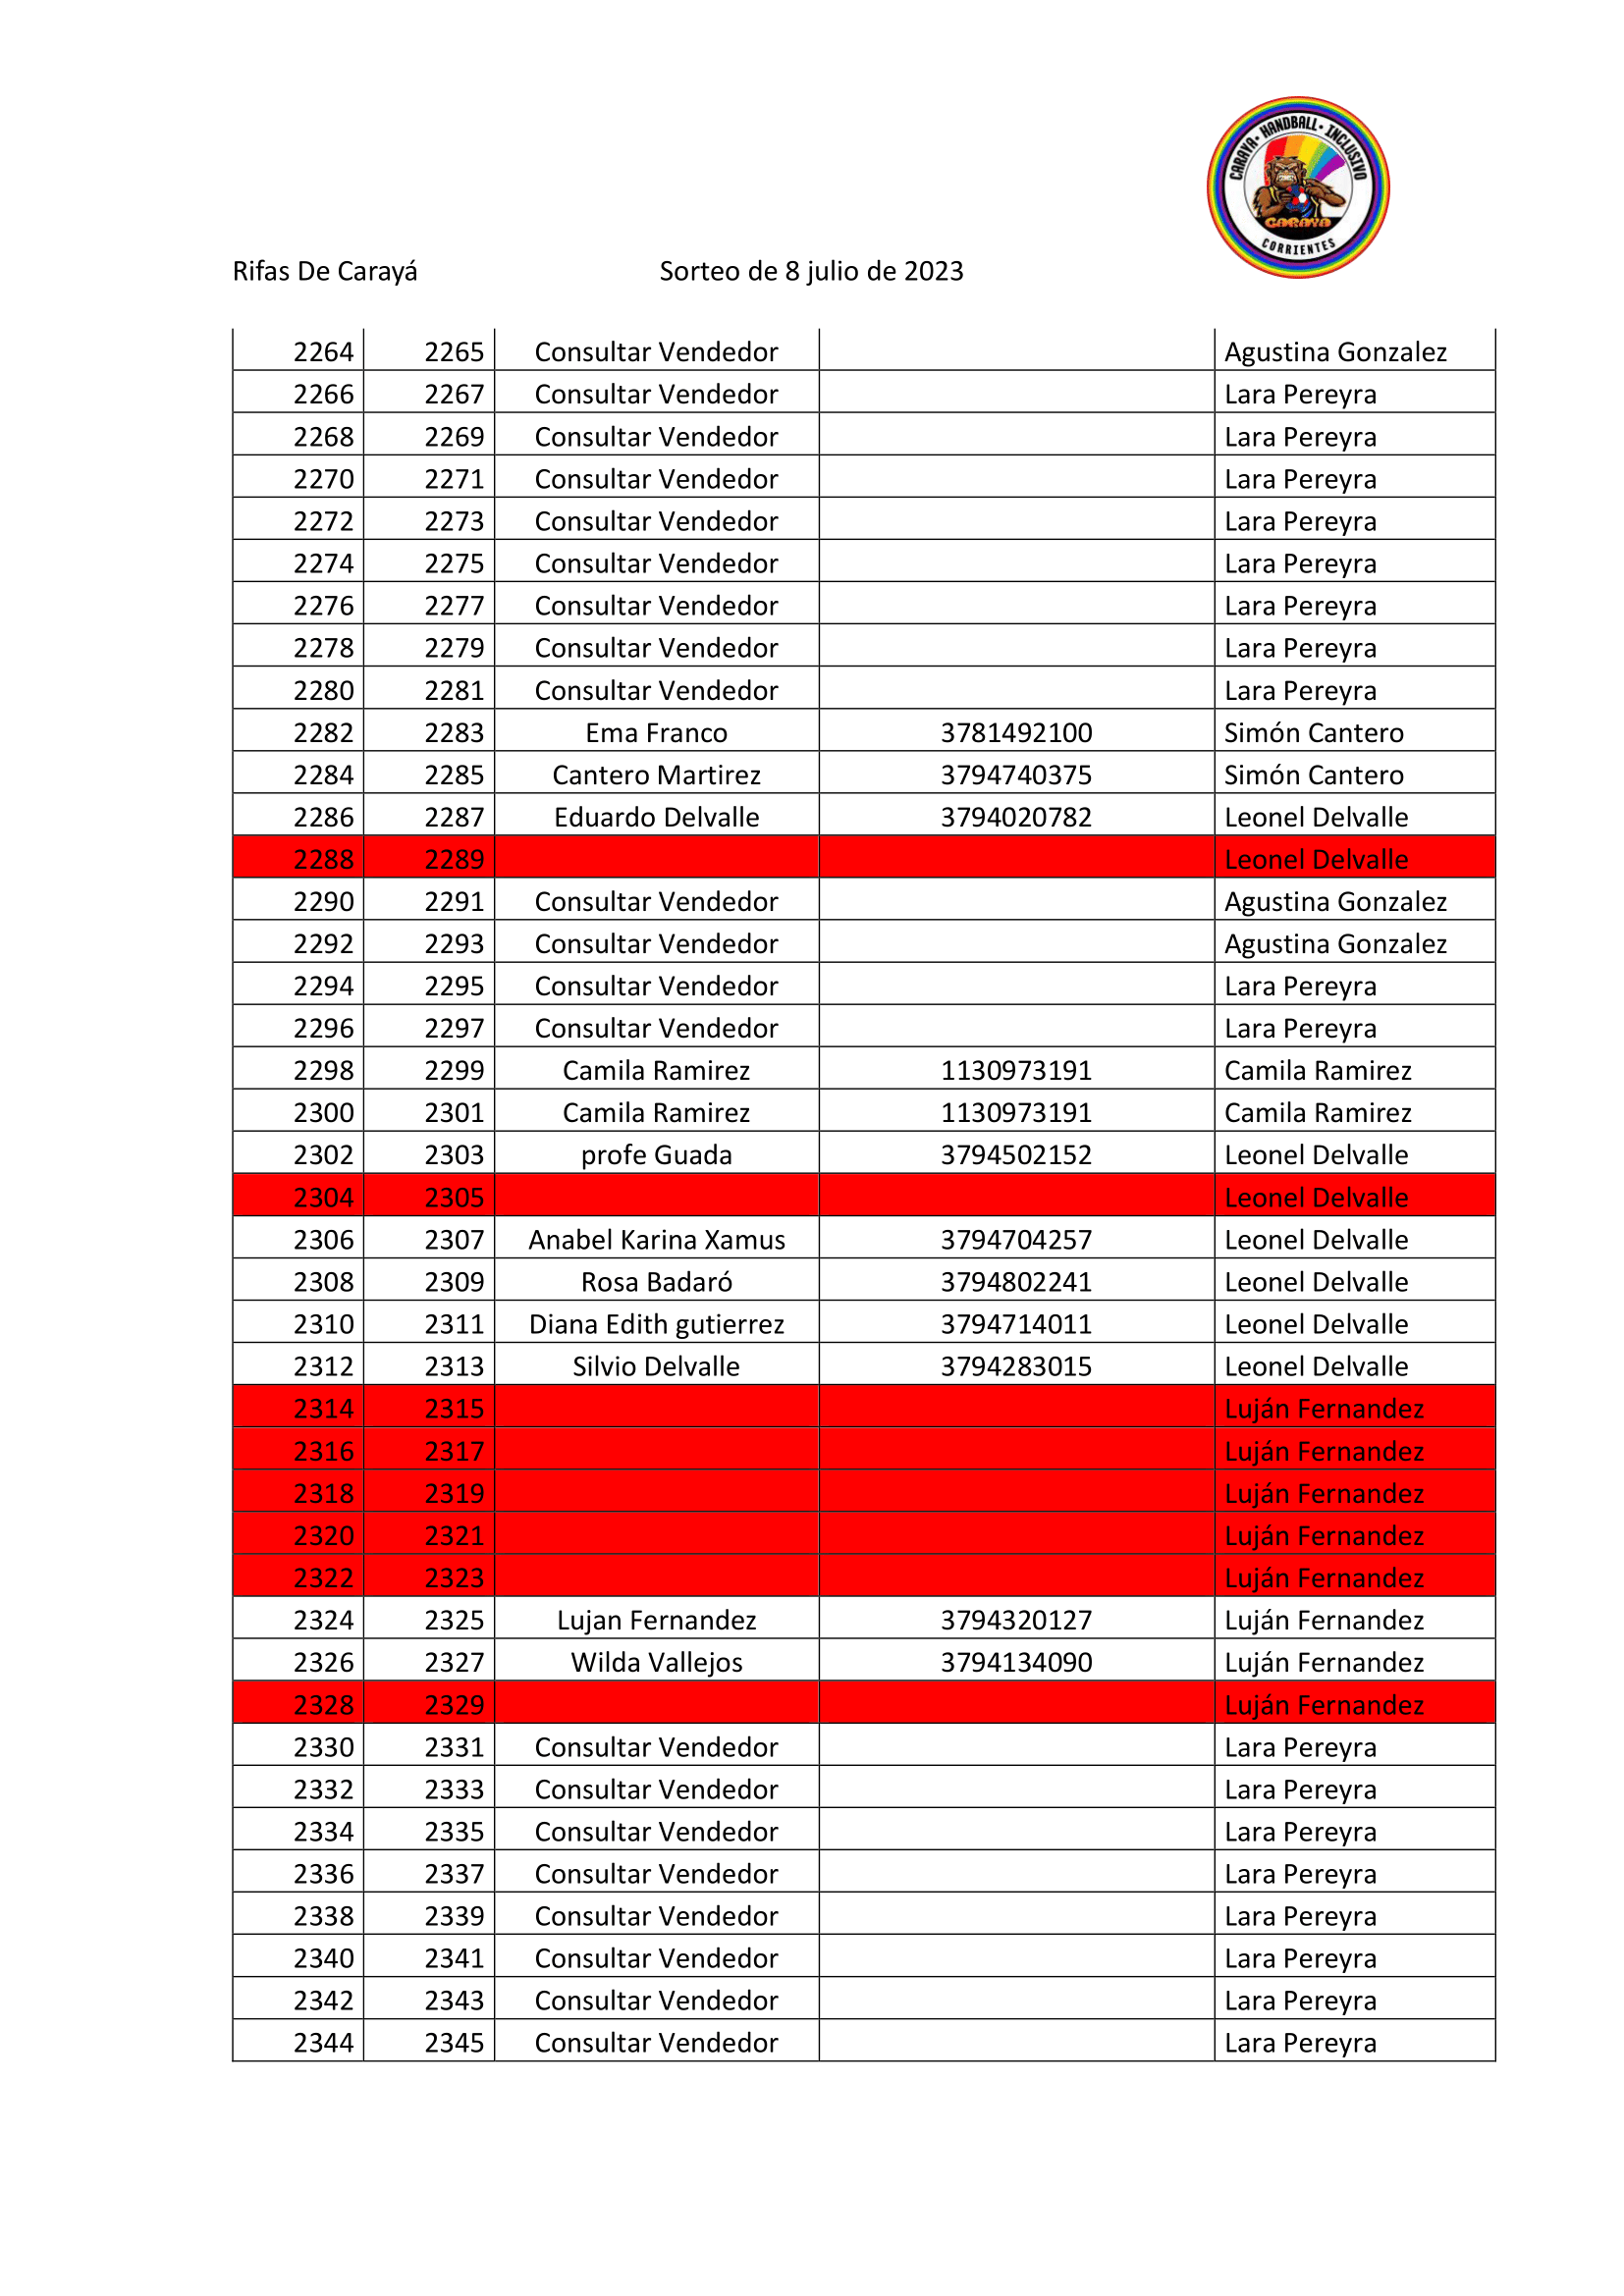 CARAYA • HANDBALL • INCLUSIVO
CARAYA
CORRIENTES
Rifas De Carayá Sorteo de 8 julio de 2023
2264 2265 Consultar Vendedor Agustina Gonzalez
2266 2267 Consultar Vendedor Lara Pereyra
2268 2269 Consultar Vendedor Lara Pereyra
2270 2271 Consultar Vendedor Lara Pereyra
2272 2273 Consultar Vendedor Lara Pereyra
2274 2275 Consultar Vendedor Lara Pereyra
2276 2277 Consultar Vendedor Lara Pereyra
2278 2279 Consultar Vendedor Lara Pereyra
2280 2281 Consultar Vendedor Lara Pereyra
2282 2283 Ema Franco 3781492100 Simón Cantero
2284 2285 Cantero Martirez 3794740375 Simón Cantero
2286 2287 Eduardo Delvalle 3794020782 Leonel Delvalle
2288 2289 Leonel Delvalle
2290 2291 Consultar Vendedor Agustina Gonzalez
2292 2293 Consultar Vendedor Agustina Gonzalez
2294 2295 Consultar Vendedor Lara Pereyra
2296 2297 Consultar Vendedor Lara Pereyra
2298 2299 Camila Ramirez 1130973191 Camila Ramirez
2300 2301 Camila Ramirez 1130973191 Camila Ramirez
2302 2303 profe Guada 3794502152 Leonel Delvalle
2304 2305 Leonel Delvalle
2306 2307 Anabel Karina Xamus 3794704257 Leonel Delvalle
2308 2309 Rosa Badaró 3794802241 Leonel Delvalle
2310 2311 Diana Edith gutierrez 3794714011 Leonel Delvalle
2312 2313 Silvio Delvalle 3794283015 Leonel Delvalle
2314 2315 Luján Fernandez
2316 2317 Luján Fernandez
2318 2319 Luján Fernandez
2320 2321 Luján Fernandez
2322 2323 Luján Fernandez
2324 2325 Lujan Fernandez 3794320127 Luján Fernandez
2326 2327 Wilda Vallejos 3794134090 Luján Fernandez
2328 2329 Luján Fernandez
2330 2331 Consultar Vendedor Lara Pereyra
2332 2333 Consultar Vendedor Lara Pereyra
2334 2335 Consultar Vendedor Lara Pereyra
2336 2337 Consultar Vendedor Lara Pereyra
2338 2339 Consultar Vendedor Lara Pereyra
2340 2341 Consultar Vendedor Lara Pereyra
2342 2343 Consultar Vendedor Lara Pereyra
2344 2345 Consultar Vendedor Lara Pereyra